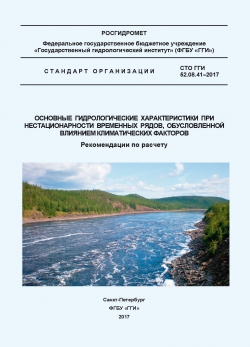 РОСГИДРОМЕТ
Федеральное государственное бюджетное учреждение
«Государственный гидрологический институт» (ФГБУ «ГГИ»)
СТАНДАРТ ОРГАНИЗАЦИИ
СТО ГГИ
52.08.41–2017
ОСНОВНЫЕ ГИДРОЛОГИЧЕСКИЕ ХАРАКТЕРИСТИКИ ПРИ
НЕСТАЦИОНАРНОСТИ ВРЕМЕННЫХ РЯДОВ, ОБУСЛОВЛЕННОЙ
ВЛИЯНИЕМ КЛИМАТИЧЕСКИХ ФАКТОРОВ
Рекомендации по расчету
Санкт-Петербург
ФГБУ «ГГИ»
2017